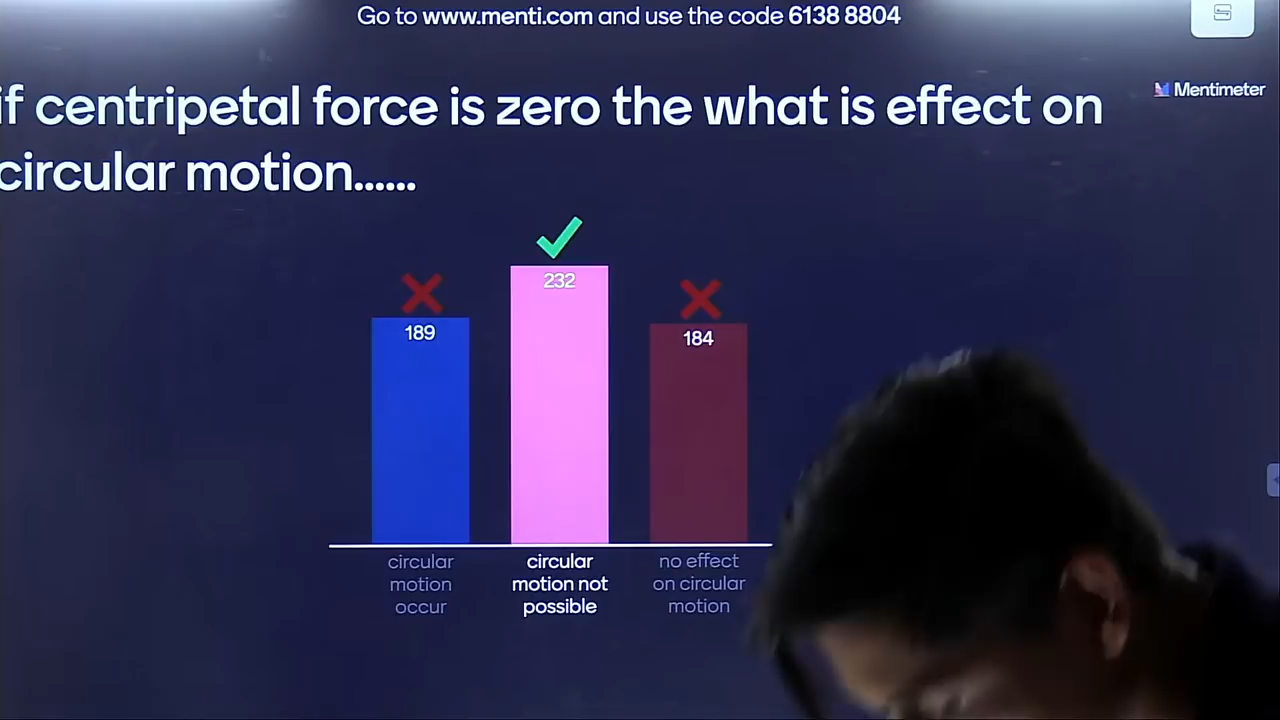 Go to www.menti.com and use the code 6138 8804
Mentimeter
if centripetal force is zero the what is effect on
circular motion......
232
189
184
circular
motion
occur
circular
motion not
possible
no effect
on circular
motion